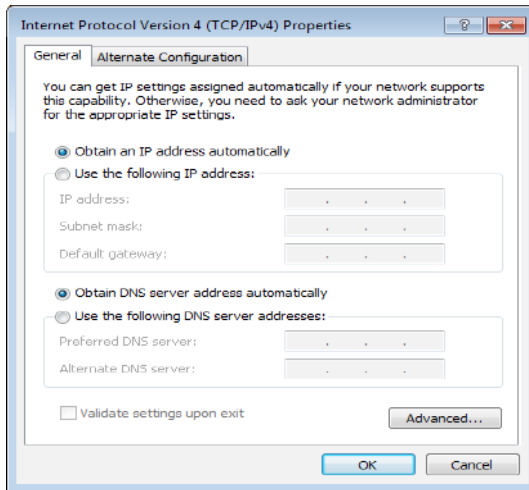 Internet Protocol Version 4 (TCP/IPv4) Properties
General
Alternate Configuration
You can get IP settings assigned automatically if your network supports
this capability. Otherwise, you need to ask your network administrator
for the appropriate IP settings.
Obtain an IP address automatically
Use the following IP address:
IP address:
Subnet mask:
Default gateway:
Obtain DNS server address automatically
Use the following DNS server addresses:
Preferred DNS server:
Alternate DNS server:
Validate settings upon exit
Advanced...
OK
Cancel